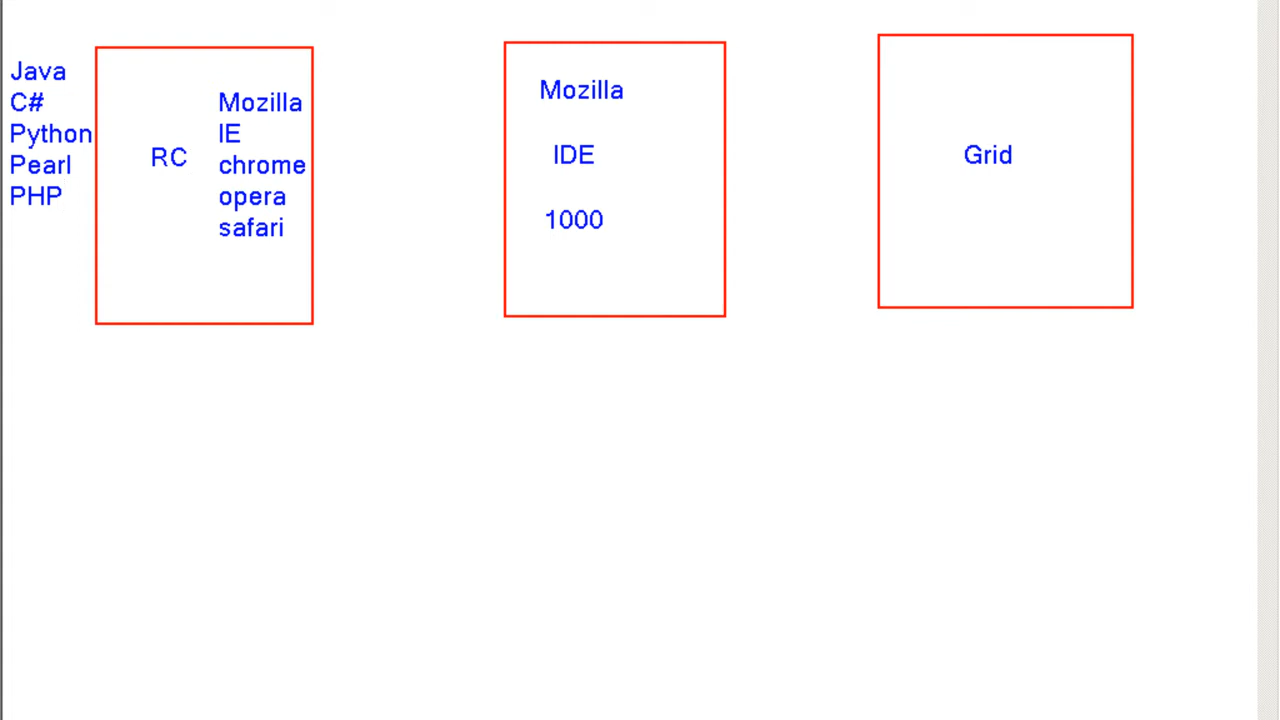 Java
C#
Python
Pearl
PHP
RC
Mozilla
IE
chrome
opera
safari
Mozilla
IDE
1000
Grid